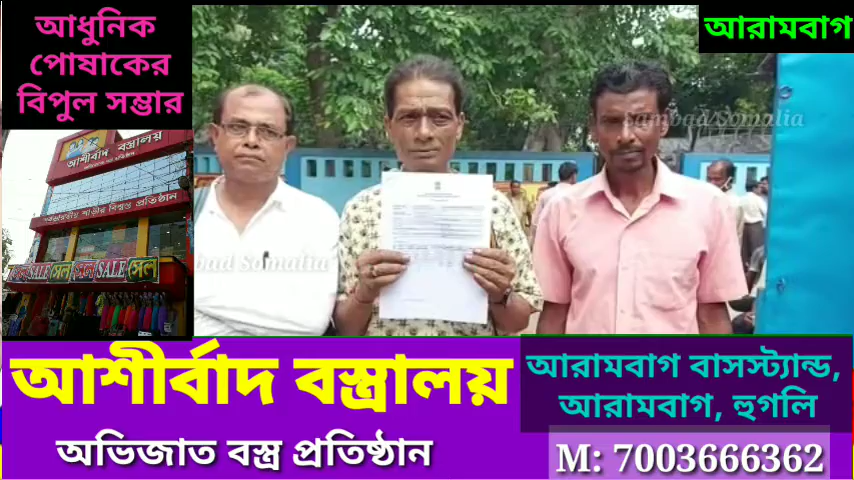 আধুনিক
পোষাকের
বিপুল সম্ভার
আরামবাগ
Sambad Somalia
আশীর্বাদ বস্ত্রালয়
SALE সেল সেল SALE সেল
আশীর্বাদ বস্ত্রালয়
অভিজাত বস্ত্র প্রতিষ্ঠান
আরামবাগ বাসস্ট্যান্ড,
আরামবাগ, হুগলি
M: 7003666362